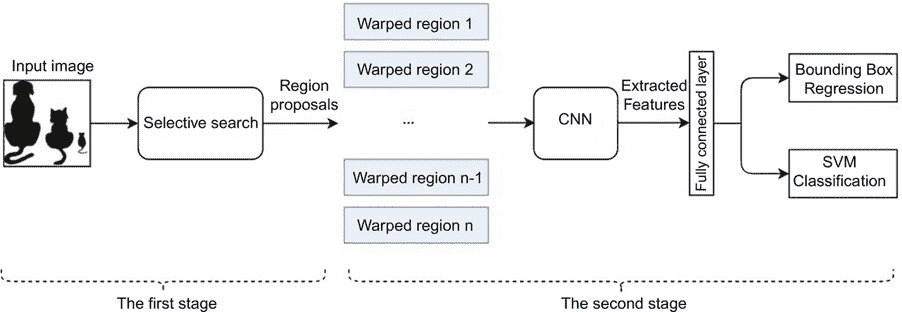 Input image
Selective search
Region
proposals
Warped region 1
Warped region 2
...
Warped region n-1
Warped region n
CNN
Extracted
Features
Fully connected layer
Bounding Box
Regression
SVM
Classification
The first stage
The second stage